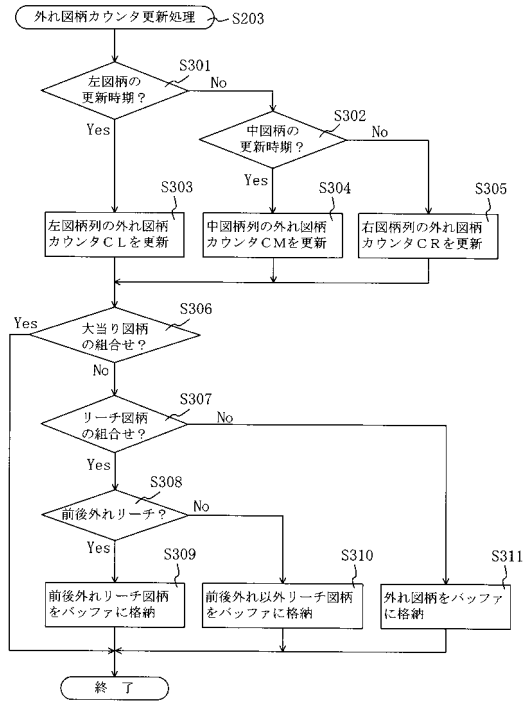 外れ図柄カウンタ更新処理
S203
左図柄の
更新時期？
S301
No
Yes
中図柄の
更新時期？
S302
No
Yes
S303
左図柄列の外れ図柄
カウンタＣＬを更新
S304
中図柄列の外れ図柄
カウンタＣＭを更新
S305
右図柄列の外れ図柄
カウンタＣＲを更新
S306
Yes
大当り図柄
の組合せ？
No
S307
リーチ図柄
の組合せ？
No
Yes
S308
前後外れリーチ？
No
Yes
S309
前後外れリーチ図柄
をバッファに格納
S310
前後外れ以外リーチ図柄
をバッファに格納
S311
外れ図柄をバッファ
に格納
終 了